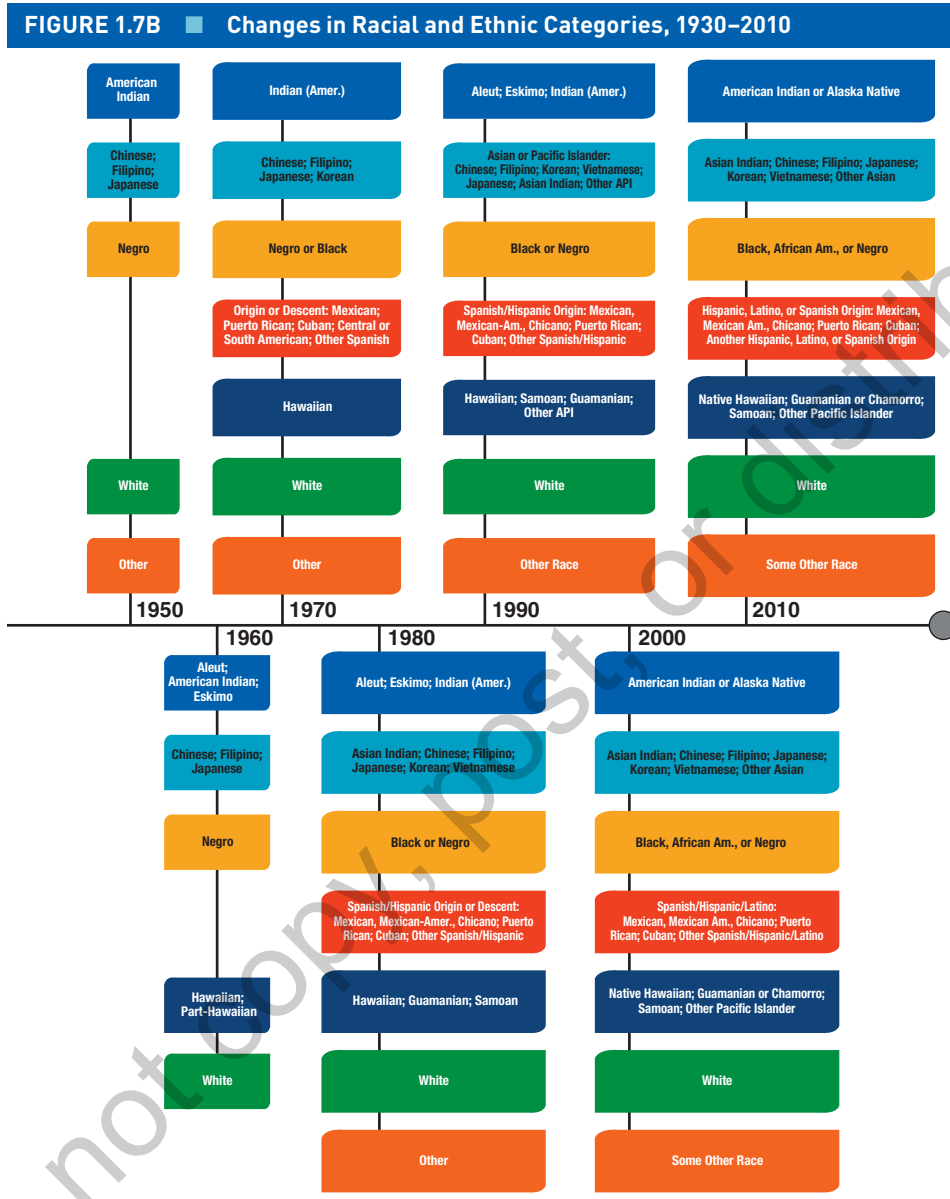 FIGURE 1.7B Changes in Racial and Ethnic Categories, 1930–2010
American
Indian
Chinese;
Filipino;
Japanese
Negro
White
Other
1950
Indian (Amer.)
Chinese; Filipino;
Japanese; Korean
Negro or Black
Origin or Descent: Mexican;
Puerto Rican; Cuban; Central or
South American; Other Spanish
Hawaiian
White
Other
1970
Aleut; Eskimo; Indian (Amer.)
Asian or Pacific Islander:
Chinese; Filipino; Korean; Vietnamese;
Japanese; Asian Indian; Other API
Black or Negro
Spanish/Hispanic Origin: Mexican,
Mexican-Am., Chicano; Puerto Rican;
Cuban; Other Spanish/Hispanic
Hawaiian; Samoan; Guamanian;
Other API
White
Other Race
1990
American Indian or Alaska Native
Asian Indian; Chinese; Filipino; Japanese;
Korean; Vietnamese; Other Asian
Black, African Am., or Negro
Hispanic, Latino, or Spanish Origin: Mexican,
Mexican Am., Chicano; Puerto Rican; Cuban;
Another Hispanic, Latino, or Spanish Origin
Native Hawaiian; Guamanian or Chamorro;
Samoan; Other Pacific Islander
White
Some Other Race
2010
1960
Aleut;
American Indian;
Eskimo
Chinese; Filipino;
Japanese
Negro
Hawaiian;
Part-Hawaiian
White
1980
Aleut; Eskimo; Indian (Amer.)
Asian Indian; Chinese; Filipino;
Japanese; Korean; Vietnamese
Black or Negro
Spanish/Hispanic Origin or Descent:
Mexican, Mexican-Amer., Chicano; Puerto
Rican; Cuban; Other Spanish/Hispanic
Hawaiian; Guamanian; Samoan
White
Other
2000
American Indian or Alaska Native
Asian Indian; Chinese; Filipino; Japanese;
Korean; Vietnamese; Other Asian
Black, African Am., or Negro
Spanish/Hispanic/Latino:
Mexican, Mexican Am., Chicano; Puerto
Rican; Cuban; Other Spanish/Hispanic/Latino
Native Hawaiian; Guamanian or Chamorro;
Samoan; Other Pacific Islander
White
Some Other Race
not copy, post, or distrib